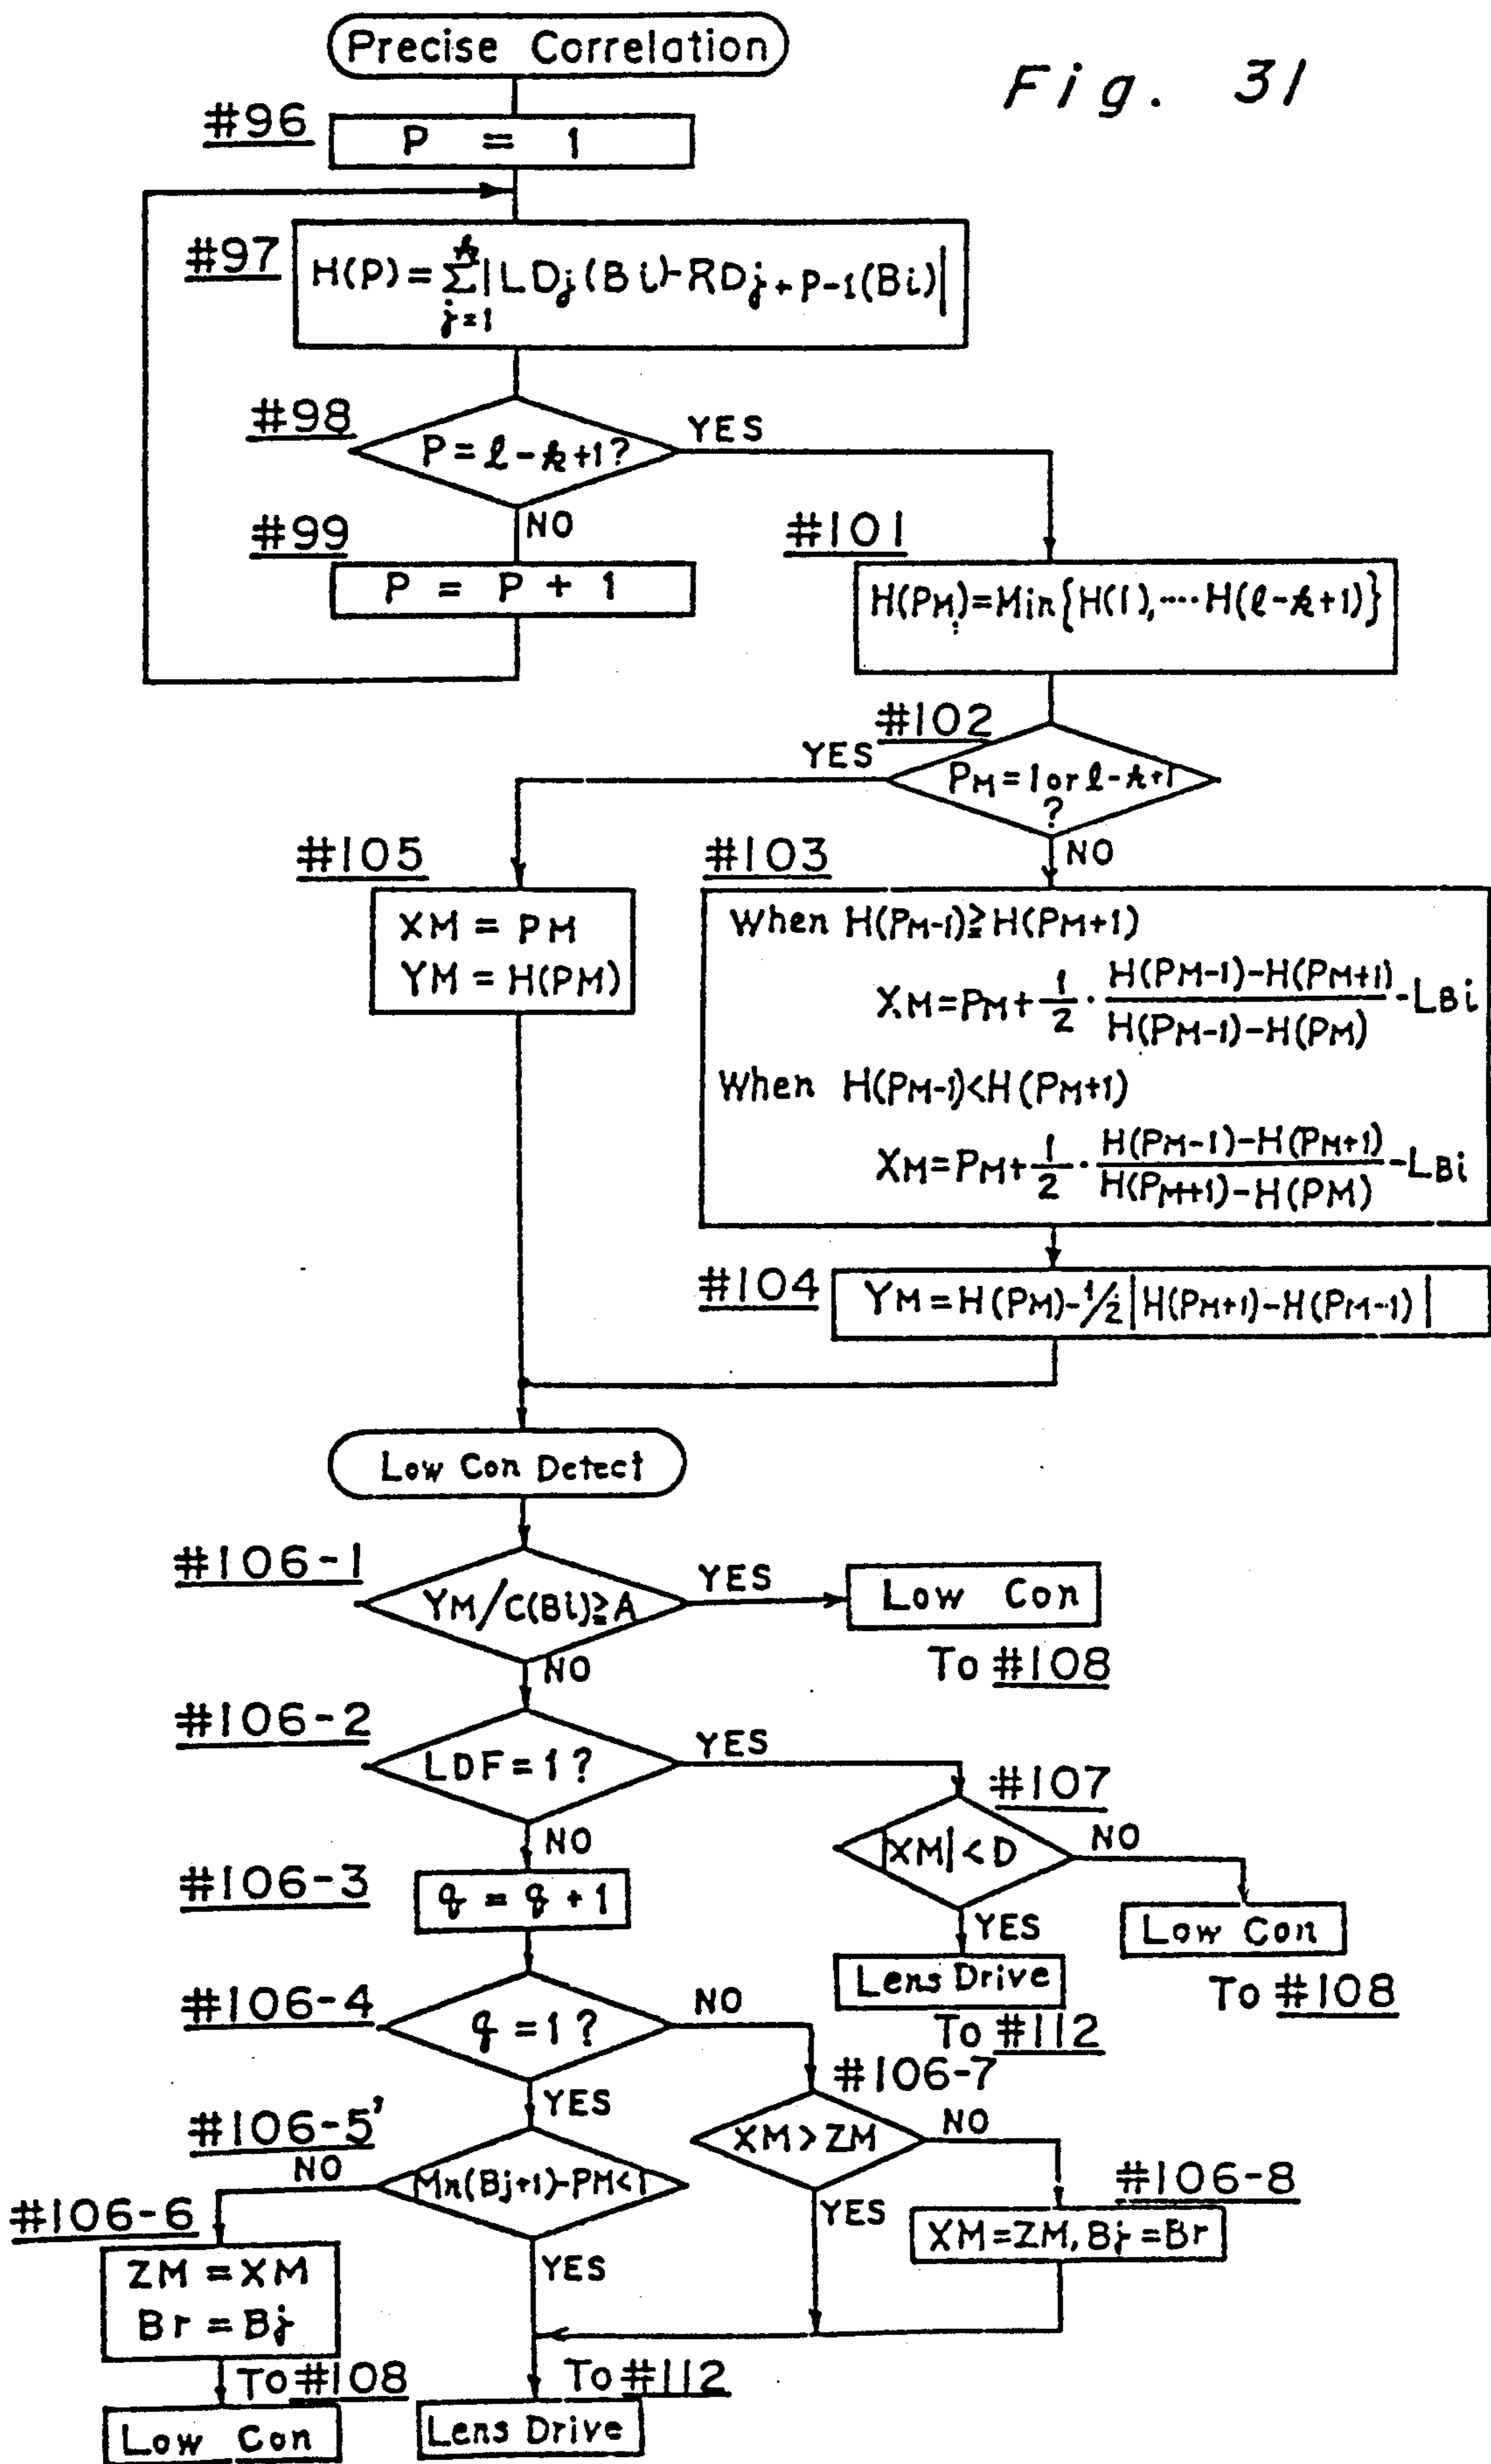 Precise Correlation
Fig. 31
#96
P = 1
#97
H(P) = Σ_{j=1}^{k} |LDj(Bi)-RDj+P-1(Bi)|
#98
P = ℓ-k+1?
YES
NO
#99
P = P + 1
#101
H(PM) = Min{H(1), ···· H(ℓ-k+1)}
#102
YES
PM = 1 or ℓ-k+1
?
NO
#105
XM = PM
YM = H(PM)
#103
When H(PM-1) ≧ H(PM+1)
XM = PM + 1/2 · (H(PM-1)-H(PM+1))/(H(PM-1)-H(PM)) - LBi
When H(PM-1) < H(PM+1)
XM = PM + 1/2 · (H(PM-1)-H(PM+1))/(H(PM+1)-H(PM)) - LBi
#104
YM = H(PM)-1/2|H(PM+1)-H(PM-1)|
Low Con Detect
#106-1
YM/C(Bi) ≧ A
YES
Low Con
To #108
NO
#106-2
LDF = 1?
YES
#107
|XM| < D
NO
Low Con
To #108
YES
Lens Drive
To #112
NO
#106-3
q = q + 1
#106-4
q = 1?
NO
#106-7
XM > ZM
NO
#106-8
XM = ZM, Bj = Br
YES
YES
#106-5'
NO
Mn(Bj+1)-PM<1
YES
#106-6
ZM = XM
Br = Bj
To #108
Low Con
To #112
Lens Drive